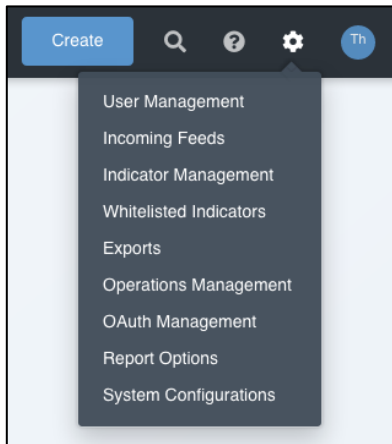 Create
Th
User Management
Incoming Feeds
Indicator Management
Whitelisted Indicators
Exports
Operations Management
OAuth Management
Report Options
System Configurations